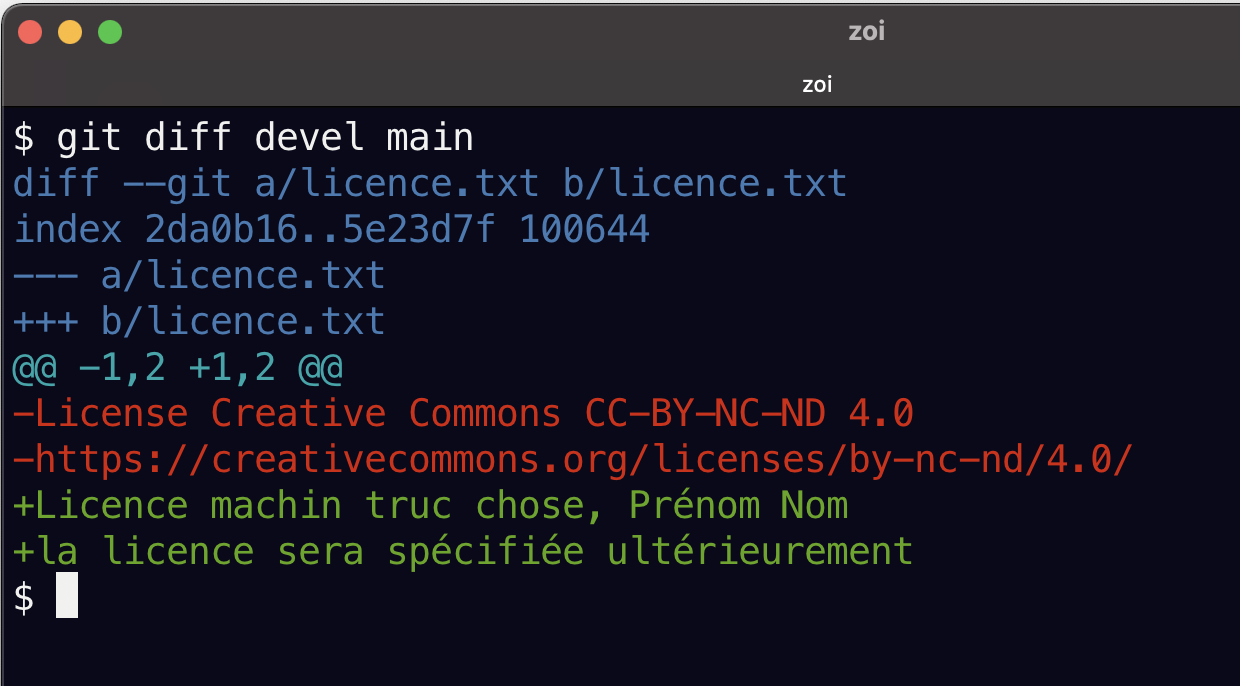 zoi
zoi
$ git diff devel main
diff --git a/licence.txt b/licence.txt
index 2da0b16..5e23d7f 100644
--- a/licence.txt
+++ b/licence.txt
@@ -1,2 +1,2 @@
-License Creative Commons CC-BY-NC-ND 4.0
-https://creativecommons.org/licenses/by-nc-nd/4.0/
+Licence machin truc chose, Prénom Nom
+la licence sera spécifiée ultérieurement
$